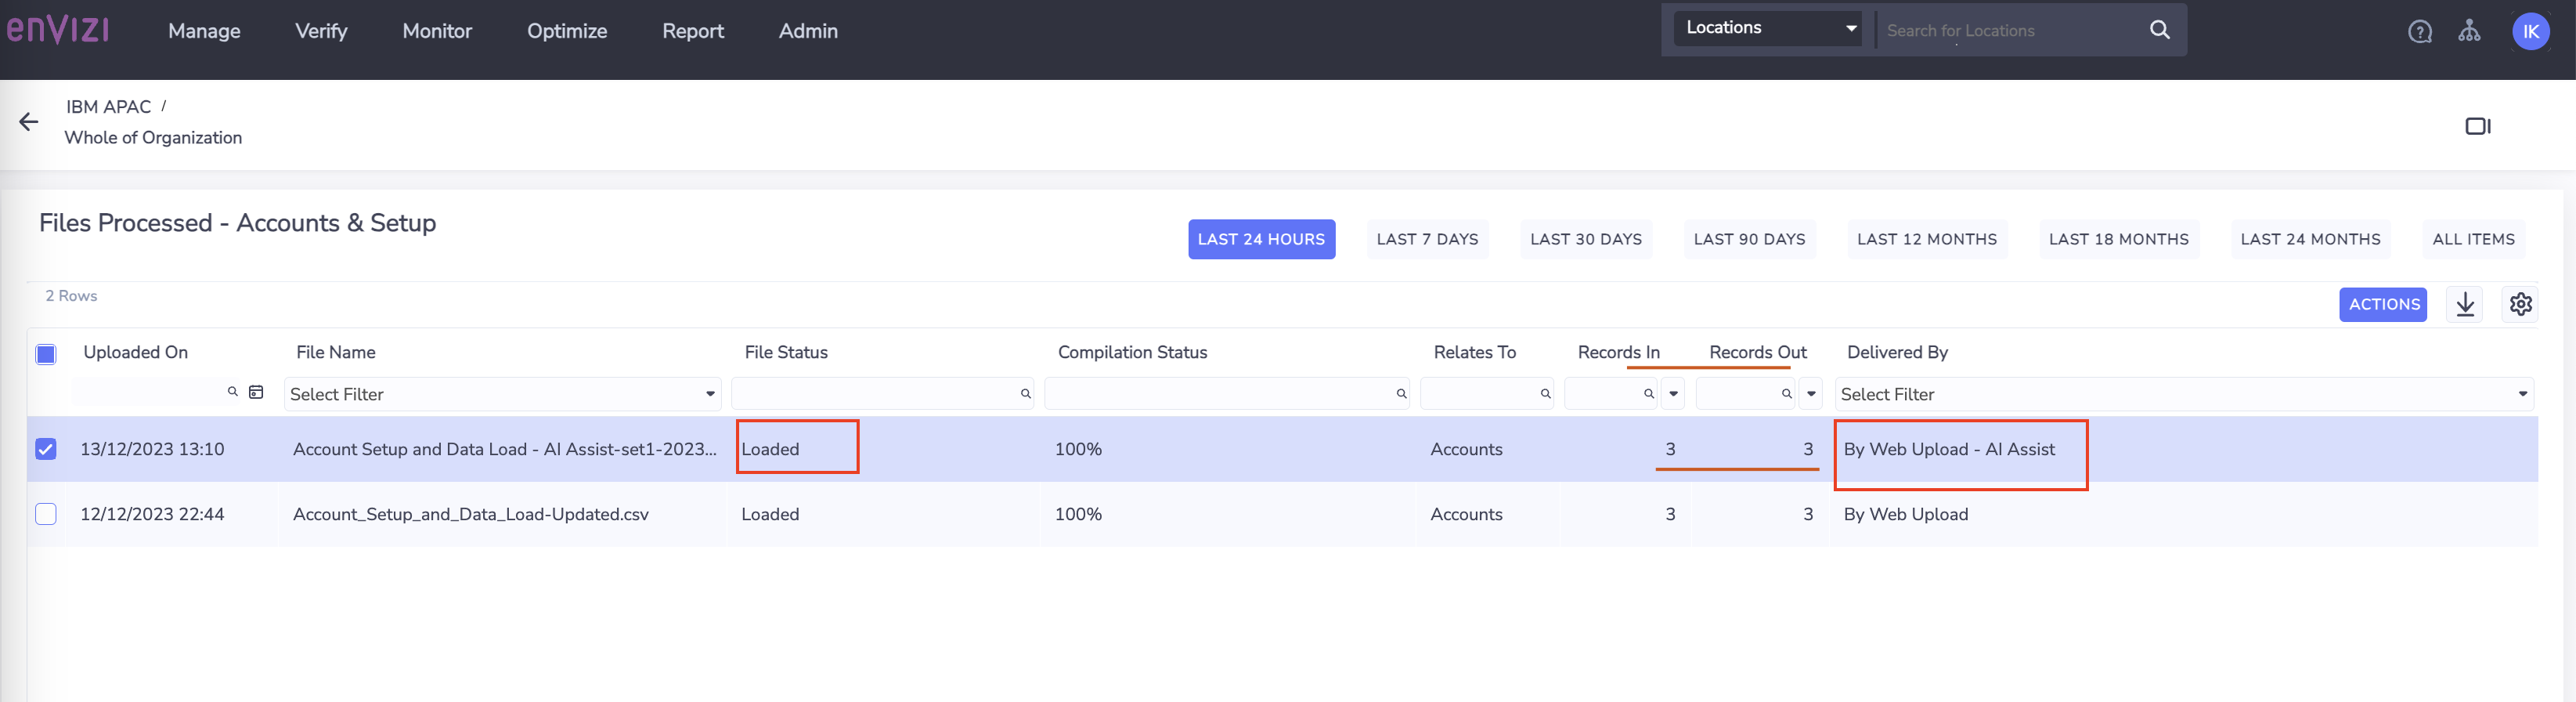 enVizi Manage Verify Monitor Optimize Report Admin Locations Search for Locations IK
IBM APAC /
Whole of Organization
Files Processed - Accounts & Setup
LAST 24 HOURS LAST 7 DAYS LAST 30 DAYS LAST 90 DAYS LAST 12 MONTHS LAST 18 MONTHS LAST 24 MONTHS ALL ITEMS
2 Rows
ACTIONS
Uploaded On File Name File Status Compilation Status Relates To Records In Records Out Delivered By
Select Filter Select Filter
13/12/2023 13:10 Account Setup and Data Load - AI Assist-set1-2023... Loaded 100% Accounts 3 3 By Web Upload - AI Assist
12/12/2023 22:44 Account_Setup_and_Data_Load-Updated.csv Loaded 100% Accounts 3 3 By Web Upload